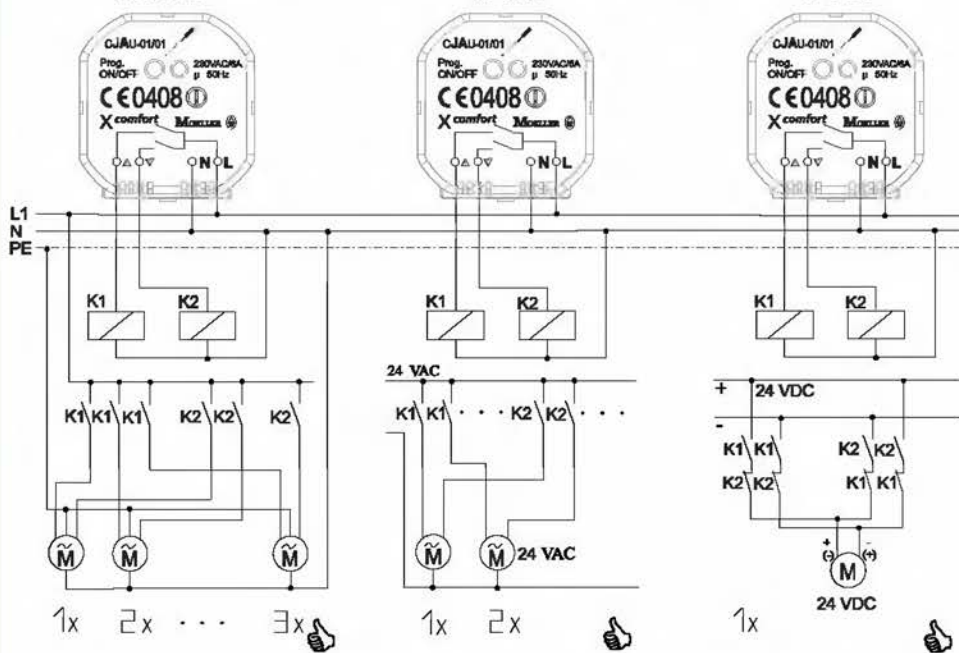 CJAU-01/01
Prog. 230VAC/6A
ON/OFF µ 50Hz
CE0408
Xcomfort MOELLER
N L
CJAU-01/01
Prog. 230VAC/6A
ON/OFF µ 50Hz
CE0408
Xcomfort MOELLER
N L
CJAU-01/01
Prog. 230VAC/6A
ON/OFF µ 50Hz
CE0408
Xcomfort MOELLER
N L
L1
N
PE
K1 K2
K1 K2
K1 K2
24 VAC
+ 24 VDC
-
K1 K1 K1 K2 K2 K2
K1 K1 · · · · K2 K2 · · · ·
K1 K1 K2 K2
K2 K2 K1 K1
M M M
M M 24 VAC
+ (-) - (+)
M
24 VDC
1x 2x · · · 3x
1x 2x
1x